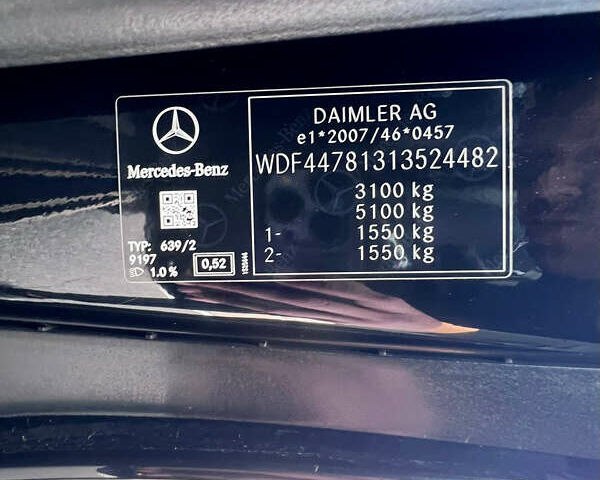 DAIMLER AG
e1*2007/46*0457
WDF44781313524482
3100 kg
5100 kg
1- 1550 kg
2- 1550 kg
Mercedes-Benz
TYP: 639/2
9197
1.0 %
0,52